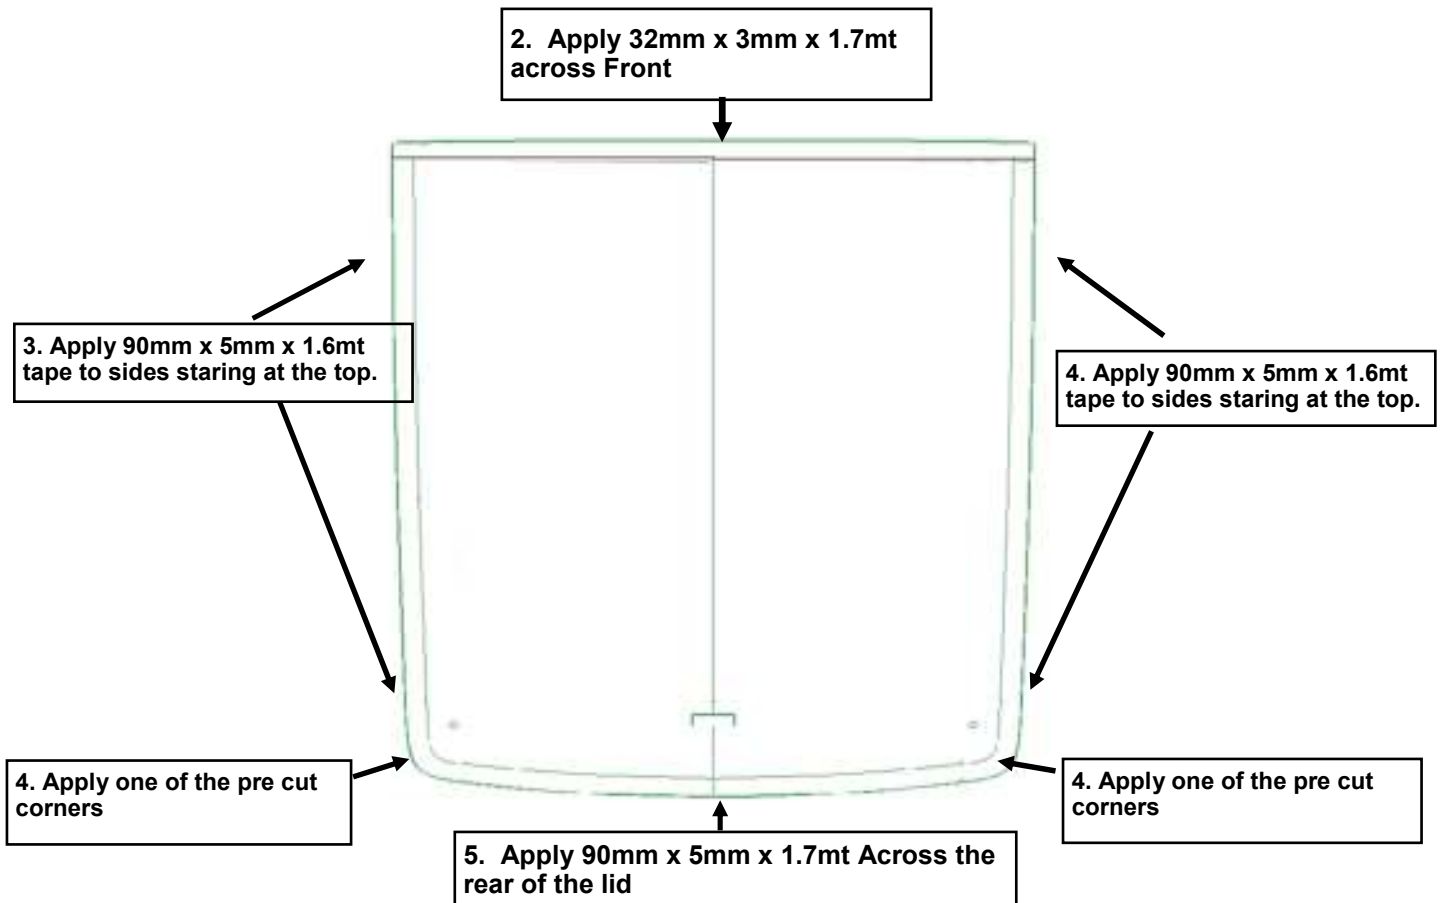 2. Apply 32mm x 3mm x 1.7mt
across Front
3. Apply 90mm x 5mm x 1.6mt
tape to sides staring at the top.
4. Apply 90mm x 5mm x 1.6mt
tape to sides staring at the top.
4. Apply one of the pre cut
corners
4. Apply one of the pre cut
corners
5. Apply 90mm x 5mm x 1.7mt Across the
rear of the lid